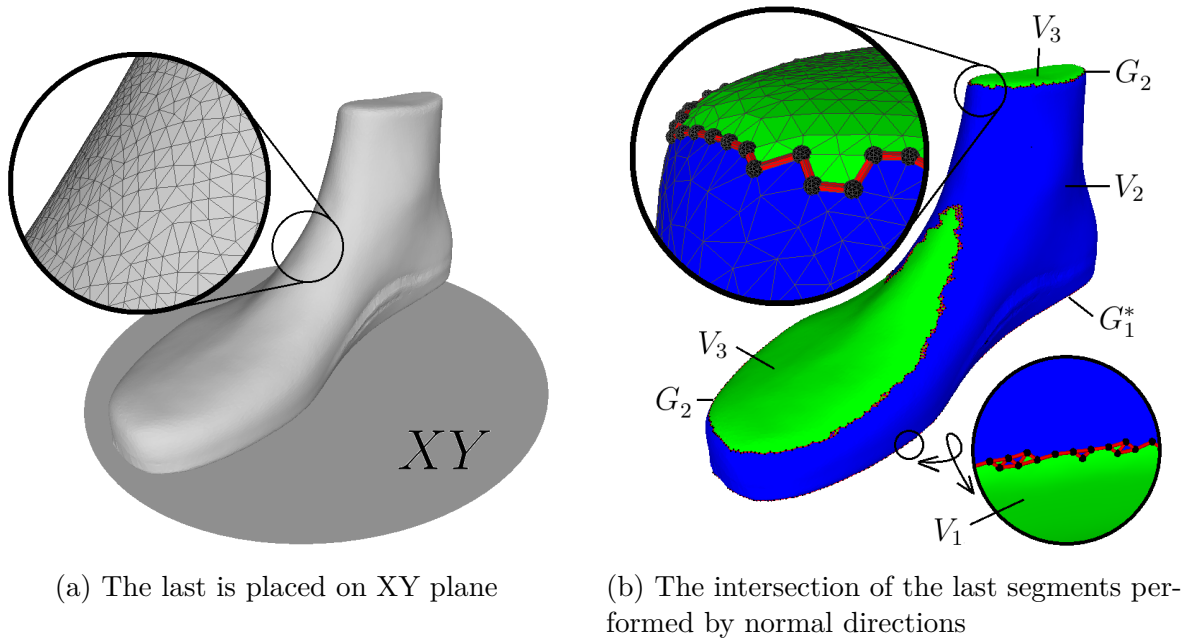 XY
V₃
G₂
V₂
G₁*
V₃
G₂
V₁
(a) The last is placed on XY plane
(b) The intersection of the last segments per-
formed by normal directions